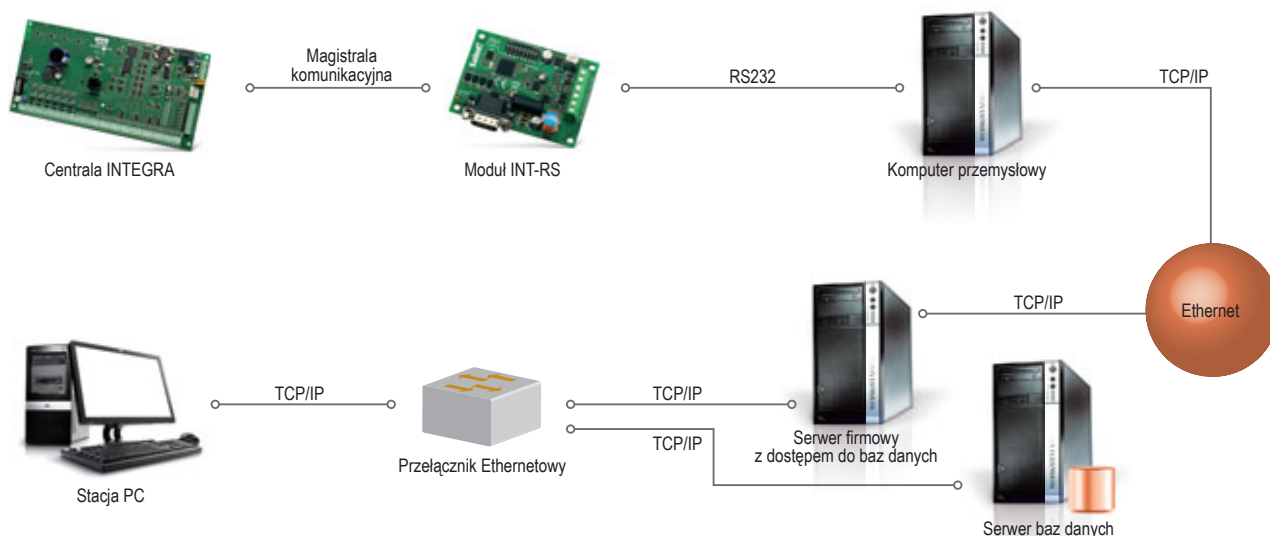 Magistrala
komunikacyjna
RS232
TCP/IP
Centrala INTEGRA
Moduł INT-RS
Komputer przemysłowy
TCP/IP
Ethernet
TCP/IP
TCP/IP
TCP/IP
Serwer firmowy
z dostępem do baz danych
Przełącznik Ethernetowy
Stacja PC
Serwer baz danych